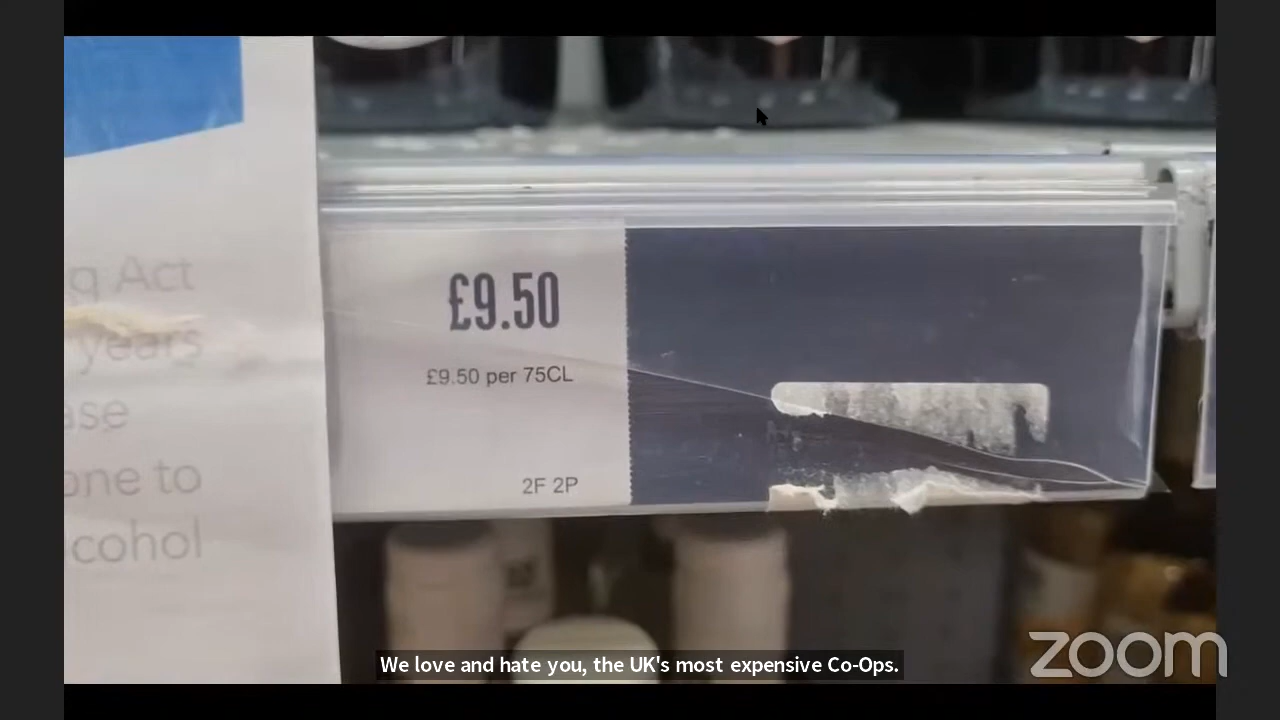 g Act
years
ase
one to
lcohol
£9.50
£9.50 per 75CL
2F 2P
We love and hate you, the UK's most expensive Co-Ops.
zoom